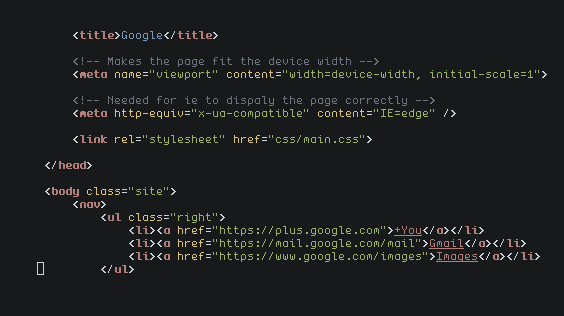 <title>Google</title>
<!-- Makes the page fit the device width -->
<meta name="viewport" content="width=device-width, initial-scale=1">
<!-- Needed for ie to dispaly the page correctly -->
<meta http-equiv="x-ua-compatible" content="IE=edge" />
<link rel="stylesheet" href="css/main.css">
</head>
<body class="site">
<nav>
<ul class="right">
<li><a href="https://plus.google.com">+You</a></li>
<li><a href="https://mail.google.com/mail">Gmail</a></li>
<li><a href="https://www.google.com/images">Images</a></li>
</ul>